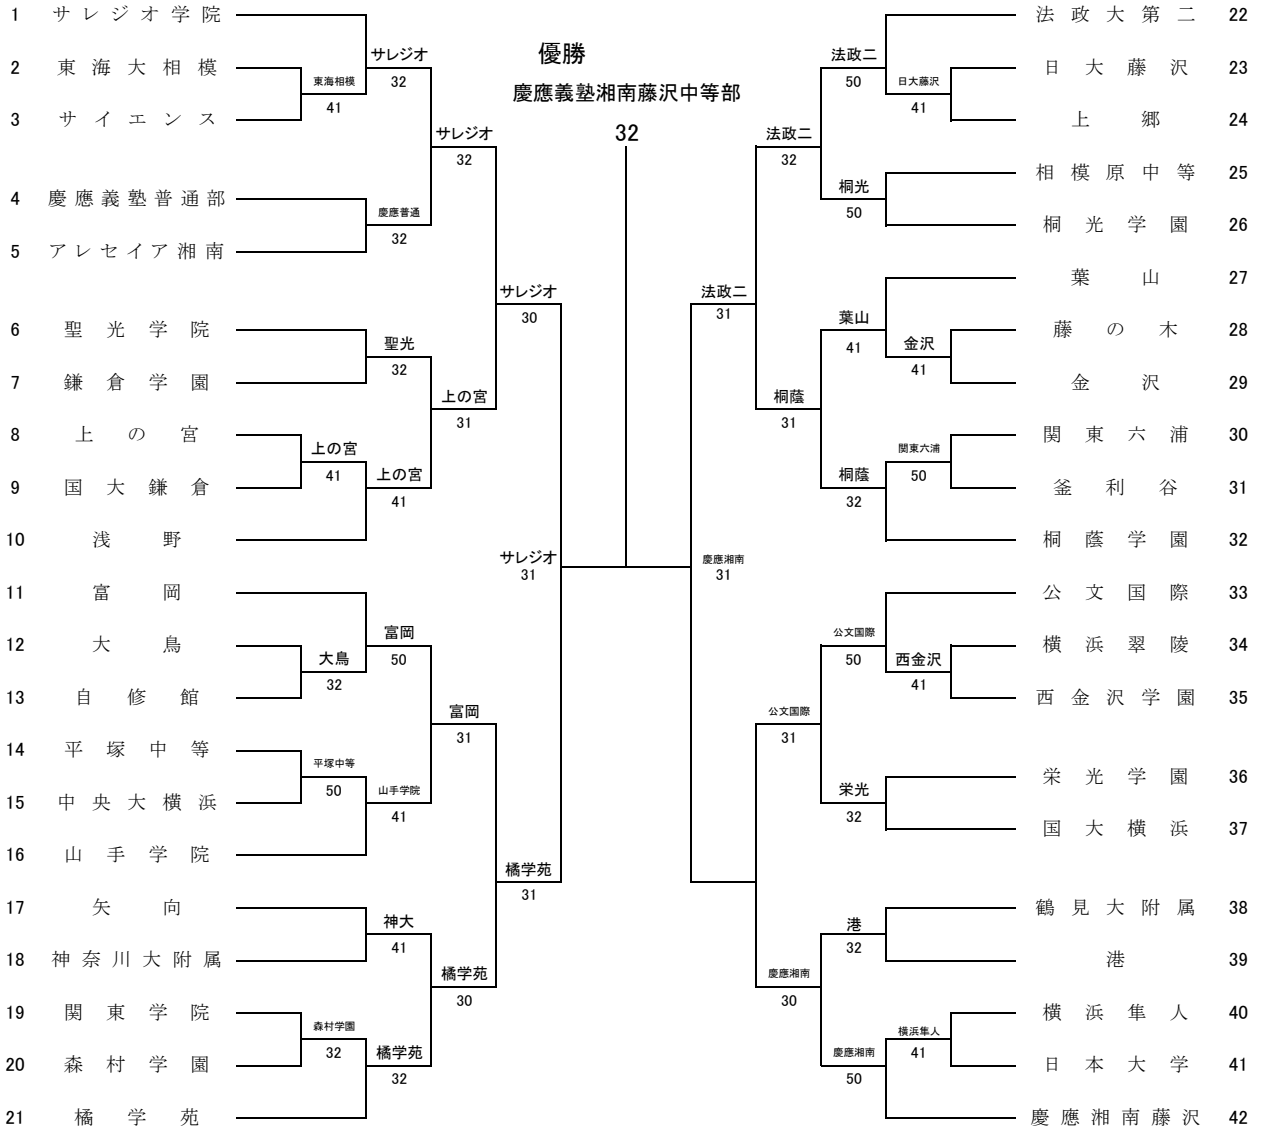 優勝
慶應義塾湘南藤沢中等部
32
1 サレジオ学院
2 東海大相模
3 サイエンス
4 慶應義塾普通部
5 アレセイア湘南
6 聖光学院
7 鎌倉学園
8 上の宮
9 国大鎌倉
10 浅野
11 富岡
12 大鳥
13 自修館
14 平塚中等
15 中央大横浜
16 山手学院
17 矢向
18 神奈川大附属
19 関東学院
20 森村学園
21 橘学苑
東海相模
41
上の宮
41
大鳥
32
平塚中等
50
森村学園
32
サレジオ
32
慶應普通
32
聖光
32
上の宮
41
富岡
50
山手学院
41
神大
41
橘学苑
32
サレジオ
32
上の宮
31
富岡
31
橘学苑
30
サレジオ
30
橘学苑
31
サレジオ
31
慶應湘南
31
法政二
31
法政二
32
桐蔭
31
公文国際
31
慶應湘南
30
法政二
50
桐光
50
葉山
41
桐蔭
32
公文国際
50
栄光
32
港
32
慶應湘南
50
日大藤沢
41
金沢
41
関東六浦
50
西金沢
41
横浜隼人
41
法政大第二 22
日大藤沢 23
上郷 24
相模原中等 25
桐光学園 26
葉山 27
藤の木 28
金沢 29
関東六浦 30
釜利谷 31
桐蔭学園 32
公文国際 33
横浜翠陵 34
西金沢学園 35
栄光学園 36
国大横浜 37
鶴見大附属 38
港 39
横浜隼人 40
日本大学 41
慶應湘南藤沢 42